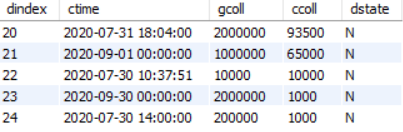 dindex ctime gcoll ccoll dstate
20 2020-07-31 18:04:00 2000000 93500 N
21 2020-09-01 00:00:00 1000000 65000 N
22 2020-07-30 10:37:51 10000 10000 N
23 2020-09-30 00:00:00 2000000 1000 N
24 2020-07-30 14:00:00 200000 1000 N